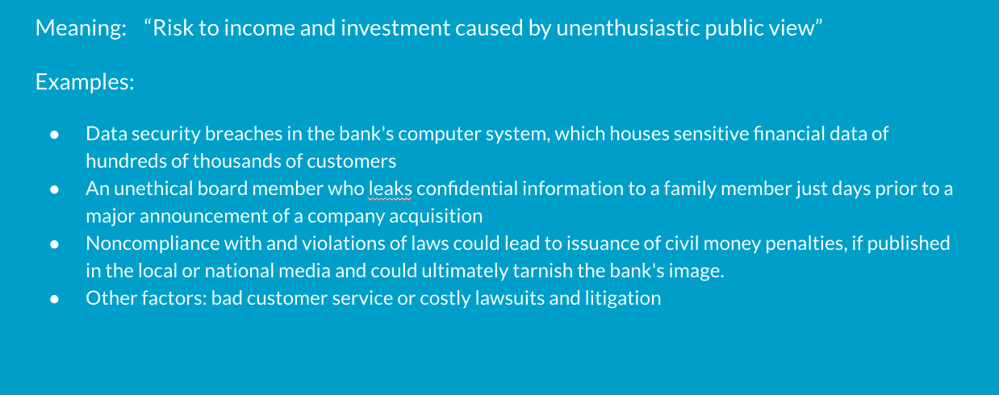 Meaning: “Risk to income and investment caused by unenthusiastic public view”
Examples:
● Data security breaches in the bank's computer system, which houses sensitive financial data of
hundreds of thousands of customers
● An unethical board member who leaks confidential information to a family member just days prior to a
major announcement of a company acquisition
● Noncompliance with and violations of laws could lead to issuance of civil money penalties, if published
in the local or national media and could ultimately tarnish the bank's image.
● Other factors: bad customer service or costly lawsuits and litigation